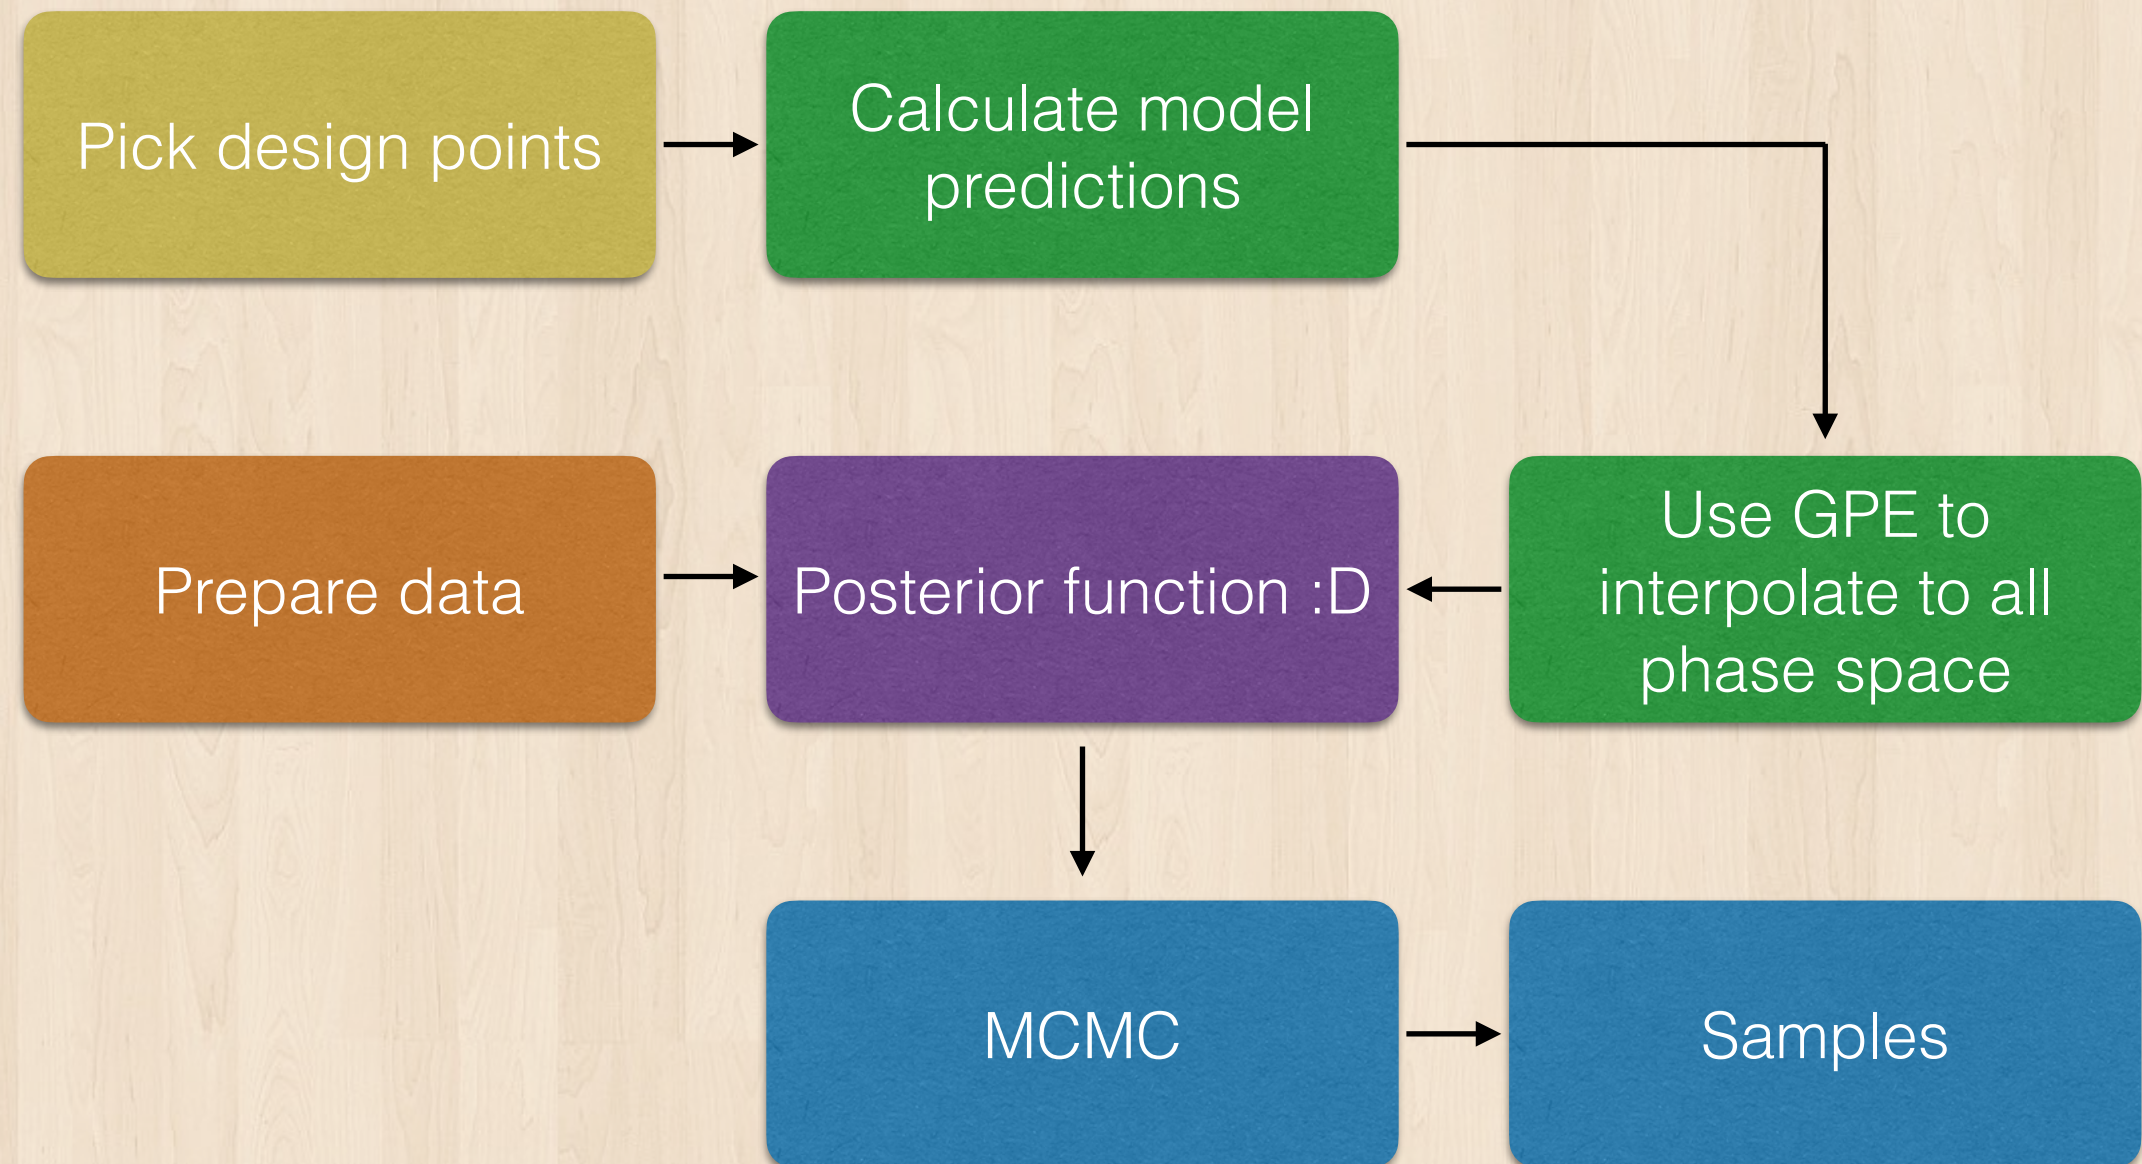 Pick design points
Calculate model
predictions
Prepare data
Posterior function :D
Use GPE to
interpolate to all
phase space
MCMC
Samples